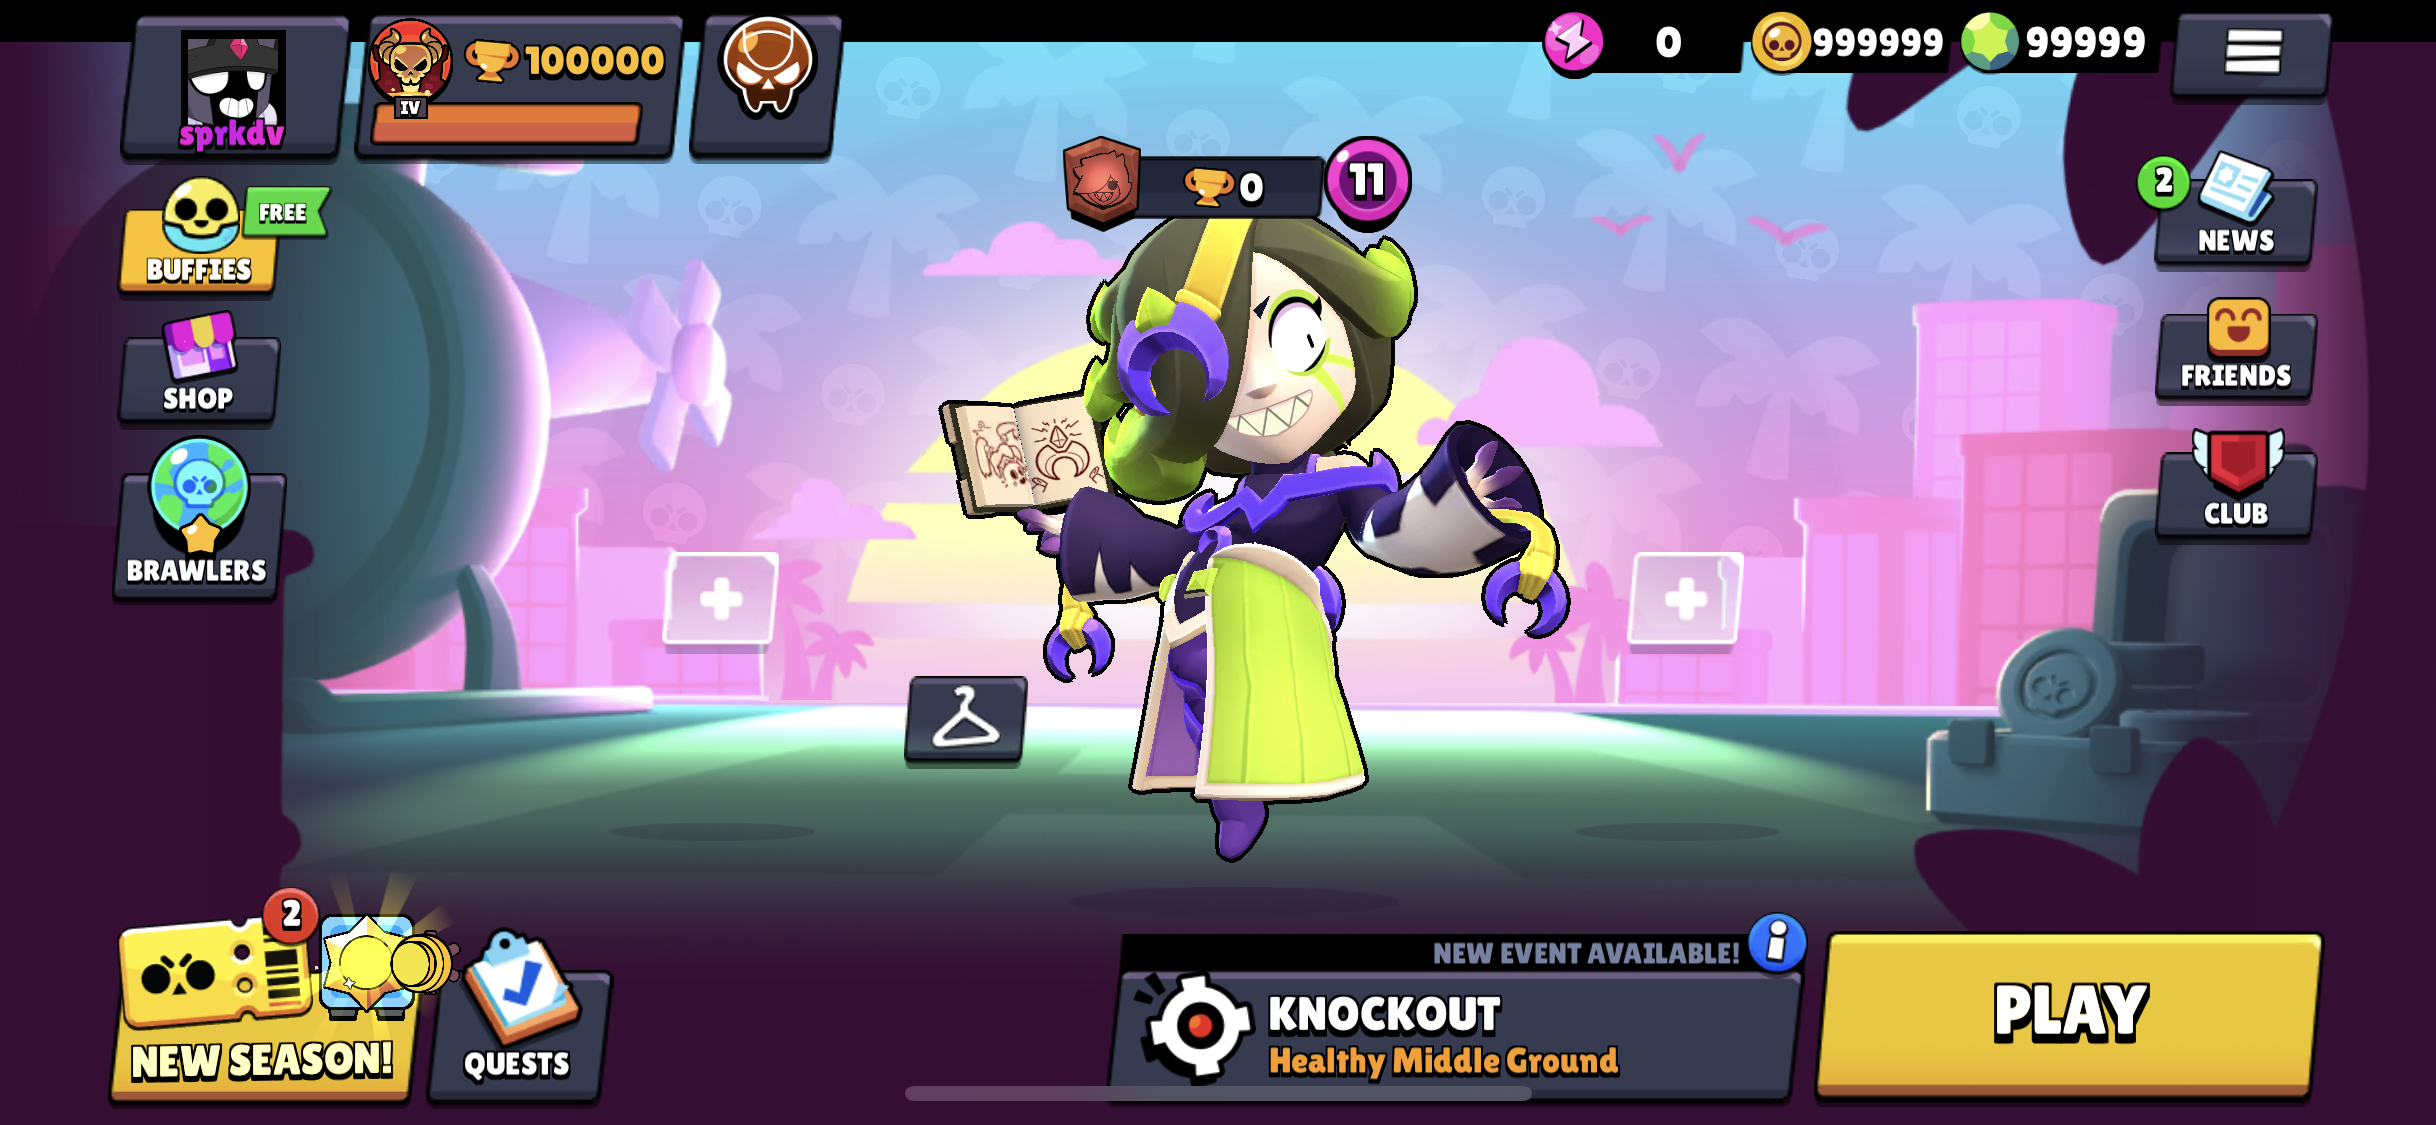 sprkdv
IV
100000
0
999999
99999
0
11
FREE
BUFFIES
SHOP
BRAWLERS
2
NEWS
FRIENDS
CLUB
2
NEW SEASON!
QUESTS
NEW EVENT AVAILABLE!
i
KNOCKOUT
Healthy Middle Ground
PLAY